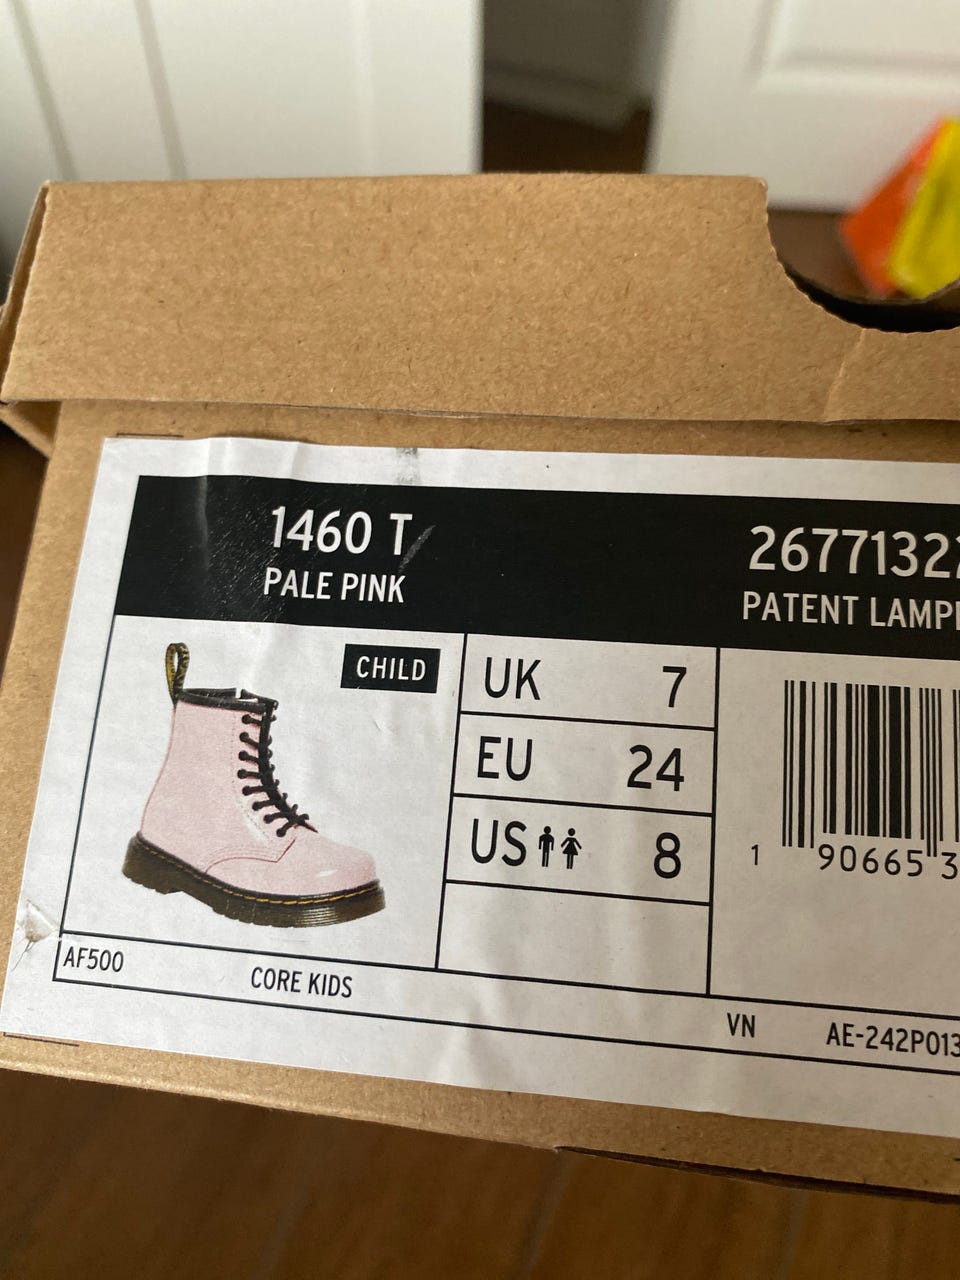 1460 T
PALE PINK
2677132
PATENT
CHILD
UK 7
EU 24
US 8
1 90665 3
AF500
CORE KIDS
VN AE-242P013